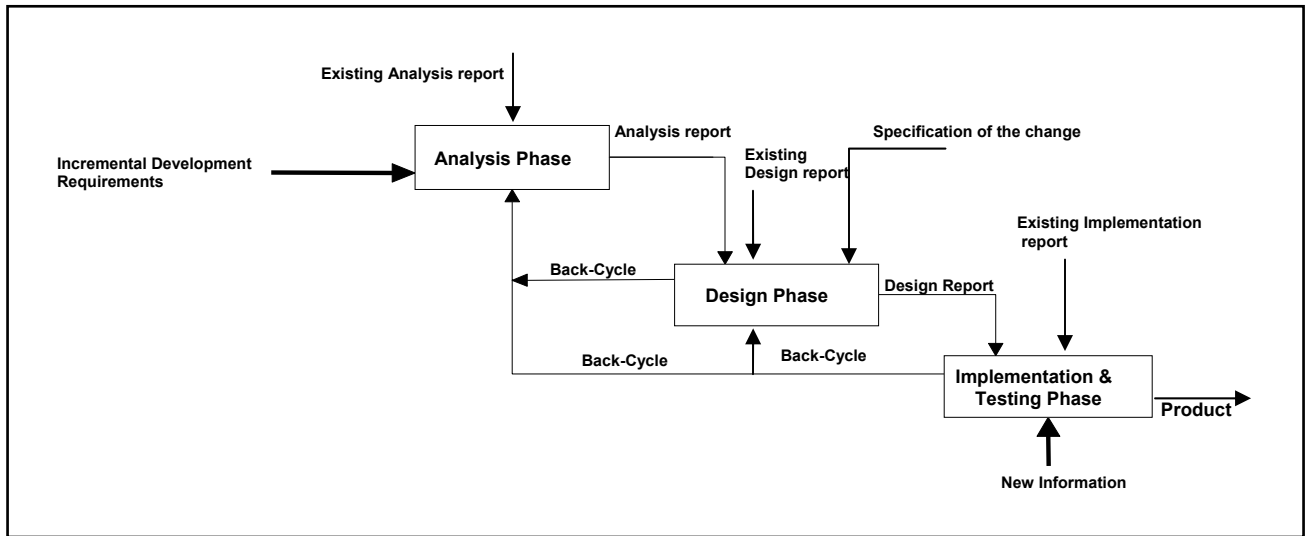 Existing Analysis report
Analysis Phase
Analysis report
Specification of the change
Incremental Development
Requirements
Existing
Design report
Existing Implementation
report
Back-Cycle
Design Phase
Design Report
Back-Cycle
Back-Cycle
Implementation &
Testing Phase
Product
New Information